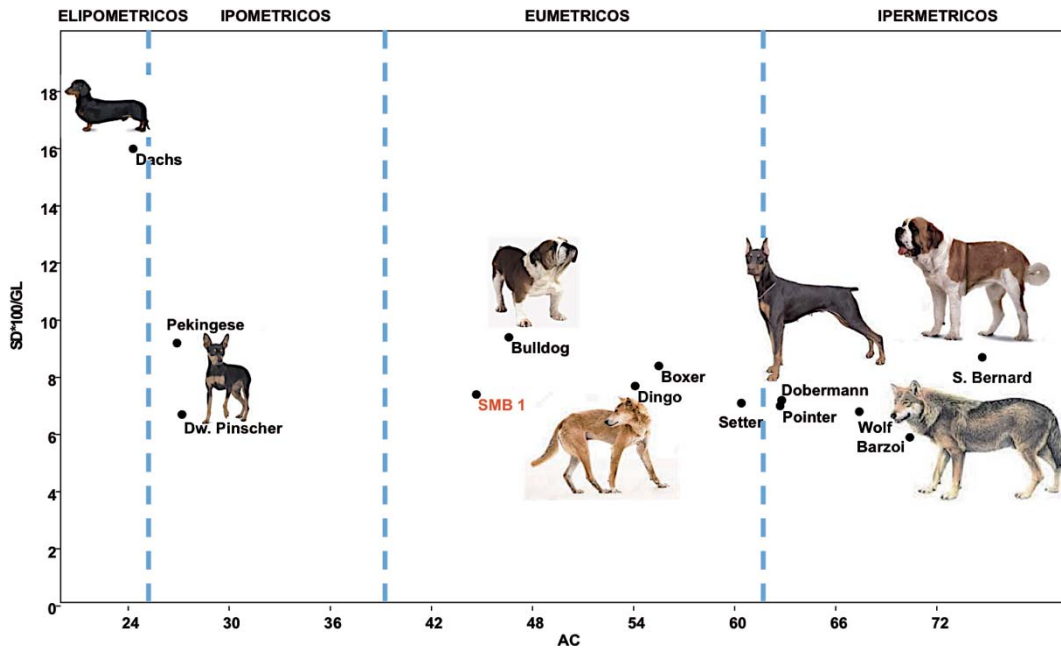 ELIPOMETRICOS IPOMETRICOS EUMETRICOS IPERMETRICOS
18
16
14
12
10
8
6
4
2
0
SD*100/GL
Dachs
Pekingese
Dw. Pinscher
Bulldog
SMB 1
Boxer
Dingo
Setter
Dobermann
Pointer
S. Bernard
Wolf
Barzoi
24 30 36 42 48 54 60 66 72
AC